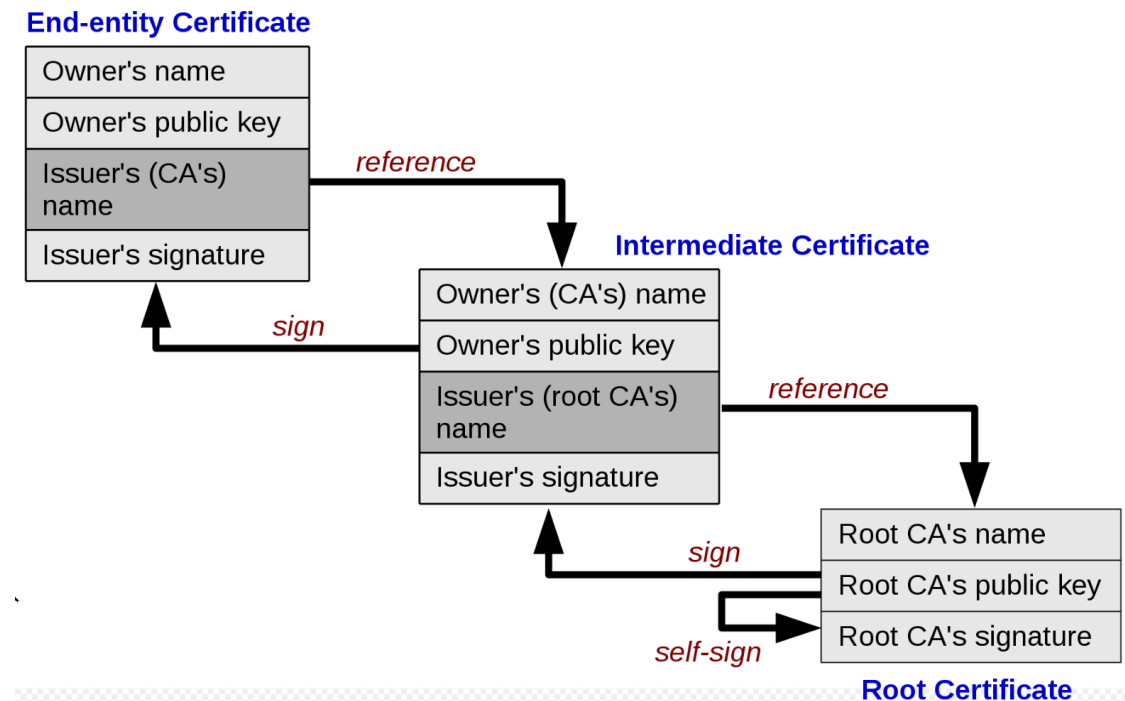 End-entity Certificate
Owner's name
Owner's public key
Issuer's (CA's)
name
Issuer's signature
reference
sign
Intermediate Certificate
Owner's (CA's) name
Owner's public key
Issuer's (root CA's)
name
Issuer's signature
reference
sign
self-sign
Root CA's name
Root CA's public key
Root CA's signature
Root Certificate